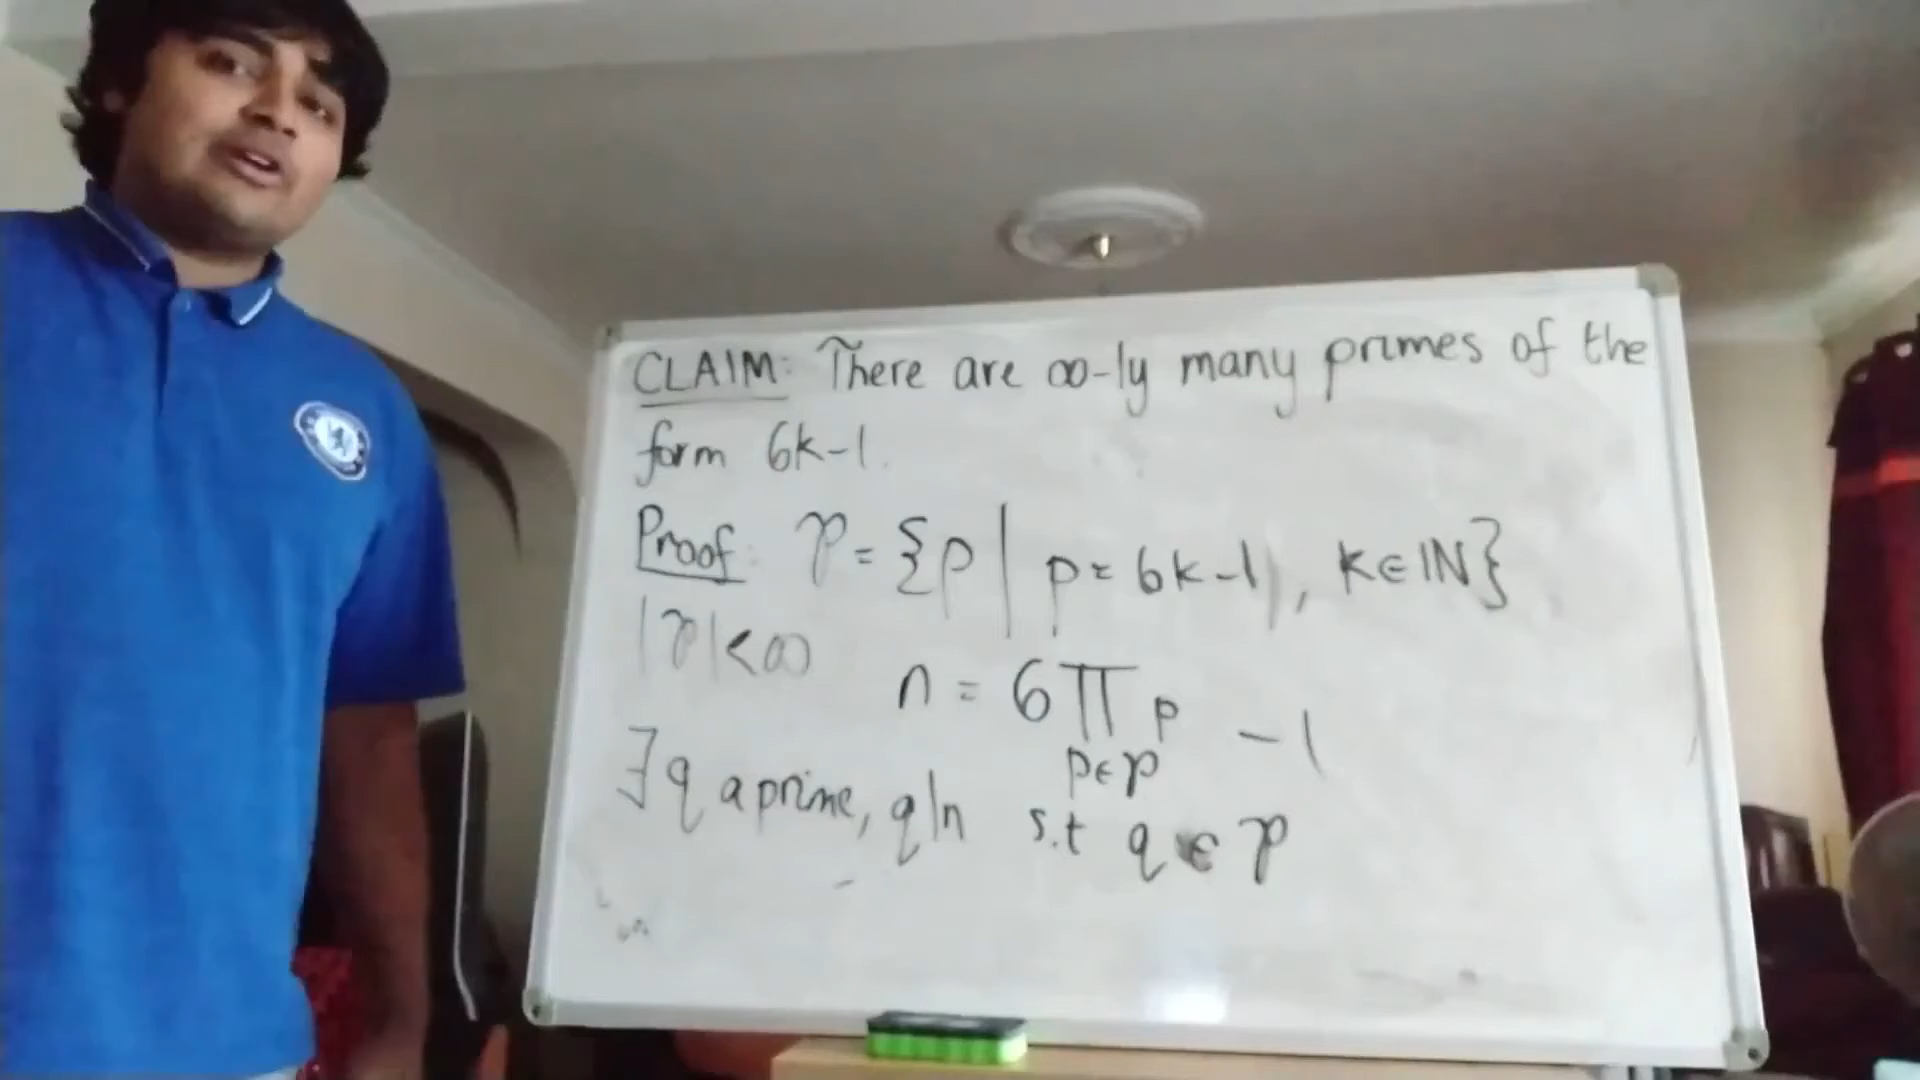 CLAIM: There are ∞-ly many primes of the
form 6k-1.
Proof: 𝒫 = {p | p = 6k-1, k∈ℕ}
|𝒫|<∞ n = 6∏ p - 1
p∈𝒫
∃ q a prime, q|n s.t q ∈ 𝒫